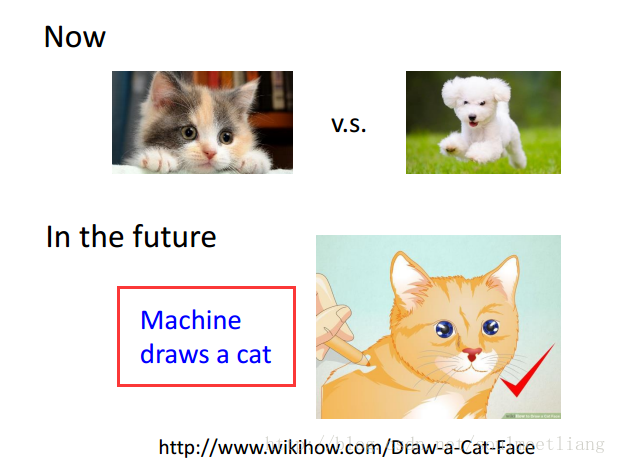 Now
v.s.
In the future
Machine
draws a cat
http://www.wikihow.com/Draw-a-Cat-Face